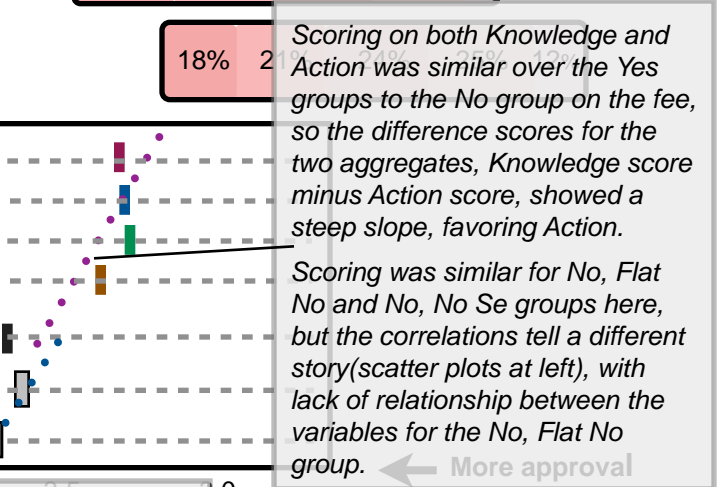 18% 21% 24% 25% 12%
Scoring on both Knowledge and
Action was similar over the Yes
groups to the No group on the fee,
so the difference scores for the
two aggregates, Knowledge score
minus Action score, showed a
steep slope, favoring Action.
Scoring was similar for No, Flat
No and No, No Se groups here,
but the correlations tell a different
story(scatter plots at left), with
lack of relationship between the
variables for the No, Flat No
group.
More approval